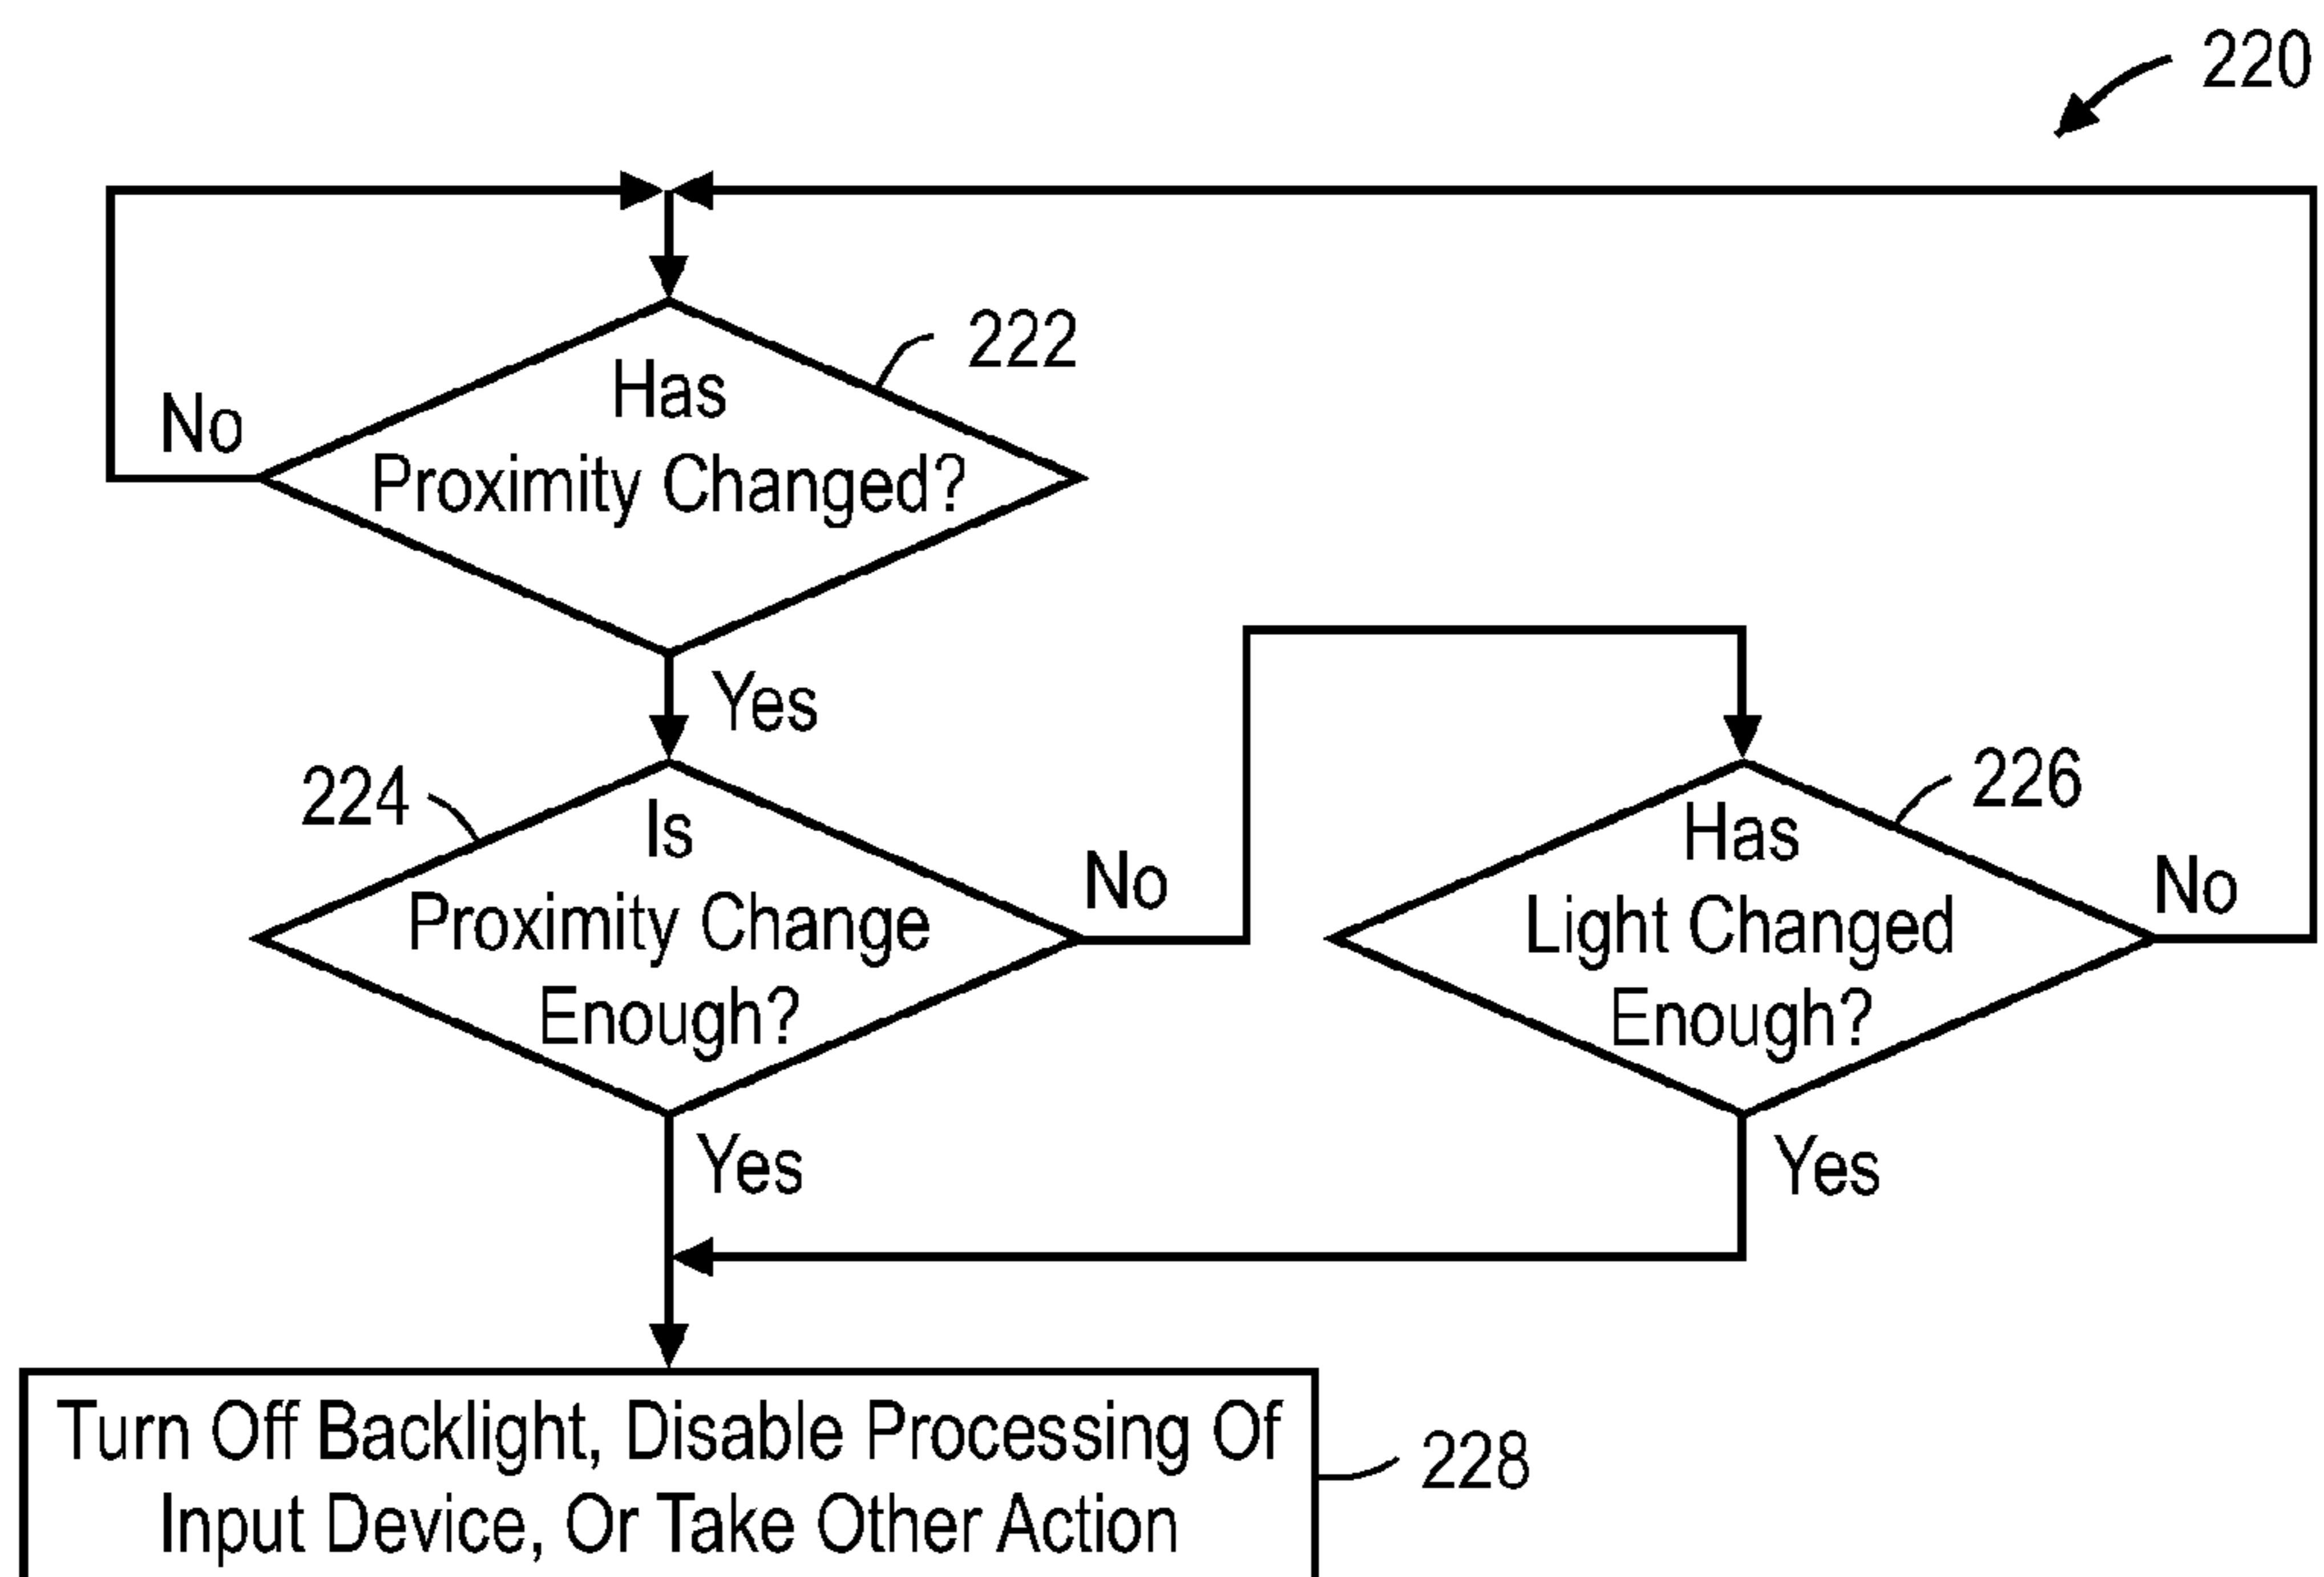 220
222
Has
Proximity Changed?
No
Yes
224
Is
Proximity Change
Enough?
No
226
Has
Light Changed
Enough?
No
Yes
Yes
Turn Off Backlight, Disable Processing Of
Input Device, Or Take Other Action
228